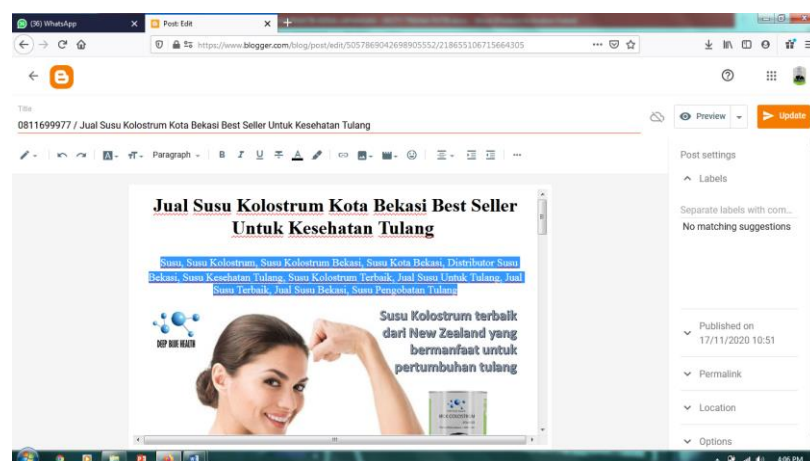 (36) WhatsApp
Post: Edit
https://www.blogger.com/blog/post/edit/5057869042698905552/218655106715664305
Title
0811699977 / Jual Susu Kolostrum Kota Bekasi Best Seller Untuk Kesehatan Tulang
Preview
Update
Paragraph
B I U
Post settings
Labels
Separate labels with com...
No matching suggestions
Jual Susu Kolostrum Kota Bekasi Best Seller
Untuk Kesehatan Tulang
Susu, Susu Kolostrum, Susu Kolostrum Bekasi, Susu Kota Bekasi, Distributor Susu
Bekasi, Susu Kesehatan Tulang, Susu Kolostrum Terbaik, Jual Susu Untuk Tulang, Jual
Susu Terbaik, Jual Susu Bekasi, Susu Pengobatan Tulang
DEEP BLUE HEALTH
Susu Kolostrum terbaik
dari New Zealand yang
bermanfaat untuk
pertumbuhan tulang
Published on
17/11/2020 10:51
Permalink
Location
Options
4:06 PM